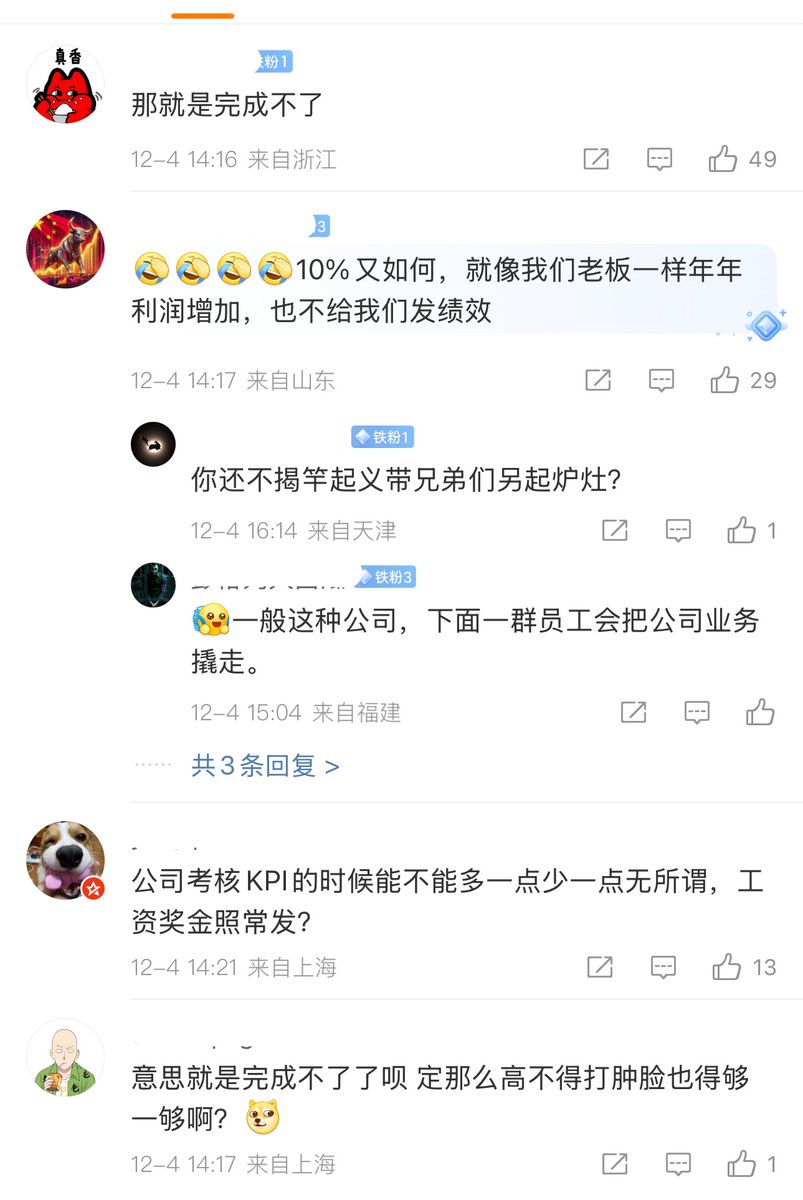 真香
铁粉1
那就是完成不了
12-4 14:16 来自浙江
49
3
10%又如何，就像我们老板一样年年
利润增加，也不给我们发绩效
12-4 14:17 来自山东
29
铁粉1
你还不揭竿起义带兄弟们另起炉灶？
12-4 16:14 来自天津
1
铁粉3
一般这种公司，下面一群员工会把公司业务
撬走。
12-4 15:04 来自福建
共3条回复 >
公司考核KPI的时候能不能多一点少一点无所谓，工
资奖金照常发？
12-4 14:21 来自上海
13
意思就是完成不了了呗 定那么高不得打肿脸也得够
一够啊？
12-4 14:17 来自上海
1